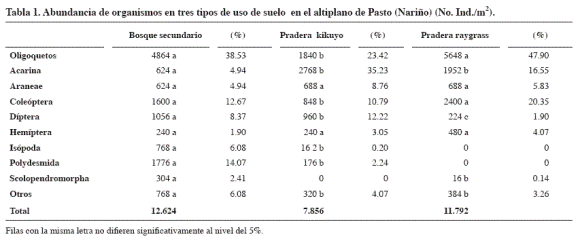 Tabla 1. Abundancia de organismos en tres tipos de uso de suelo en el altiplano de Pasto (Nariño) (No. Ind./m2).
Bosque secundario (%) Pradera kikuyo (%) Pradera raygrass (%)
Oligoquetos 4864 a 38.53 1840 b 23.42 5648 a 47.90
Acarina 624 a 4.94 2768 b 35.23 1952 b 16.55
Araneae 624 a 4.94 688 a 8.76 688 a 5.83
Coleóptera 1600 a 12.67 848 b 10.79 2400 a 20.35
Díptera 1056 a 8.37 960 b 12.22 224 c 1.90
Hemíptera 240 a 1.90 240 a 3.05 480 a 4.07
Isópoda 768 a 6.08 16 2 b 0.20 0 0
Polydesmida 1776 a 14.07 176 b 2.24 0 0
Scolopendromorpha 304 a 2.41 0 0 16 b 0.14
Otros 768 a 6.08 320 b 4.07 384 b 3.26
Total 12.624 7.856 11.792
Filas con la misma letra no difieren significativamente al nivel del 5%.